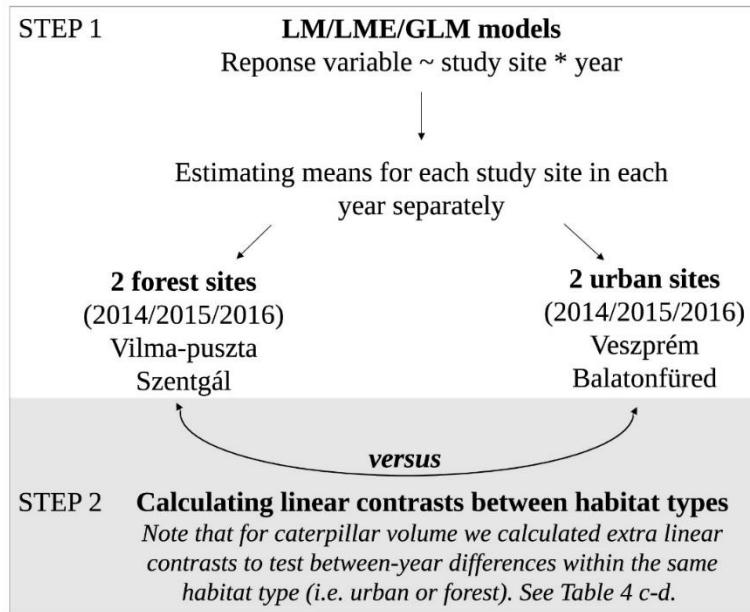 STEP 1
LM/LME/GLM models
Reponse variable ~ study site * year
Estimating means for each study site in each
year separately
2 forest sites
(2014/2015/2016)
Vilma-puszta
Szentgál
2 urban sites
(2014/2015/2016)
Veszprém
Balatonfüred
versus
STEP 2
Calculating linear contrasts between habitat types
Note that for caterpillar volume we calculated extra linear
contrasts to test between-year differences within the same
habitat type (i.e. urban or forest). See Table 4 c-d.